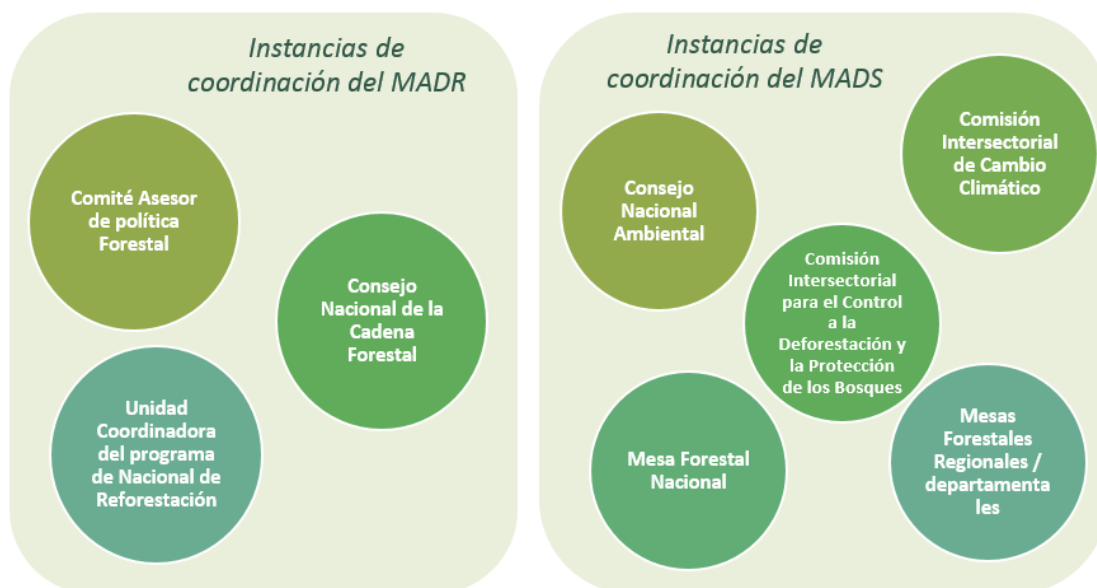 Instancias de
coordinación del MADR
Comité Asesor
de política
Forestal
Consejo
Nacional de la
Cadena
Forestal
Unidad
Coordinadora
del programa
de Nacional de
Reforestación
Instancias de
coordinación del MADS
Comisión
Intersectorial
de Cambio
Climático
Consejo
Nacional
Ambiental
Comisión
Intersectorial
para el Control
a la
Deforestación y
la Protección
de los Bosques
Mesa Forestal
Nacional
Mesas
Forestales
Regionales /
departamenta
les